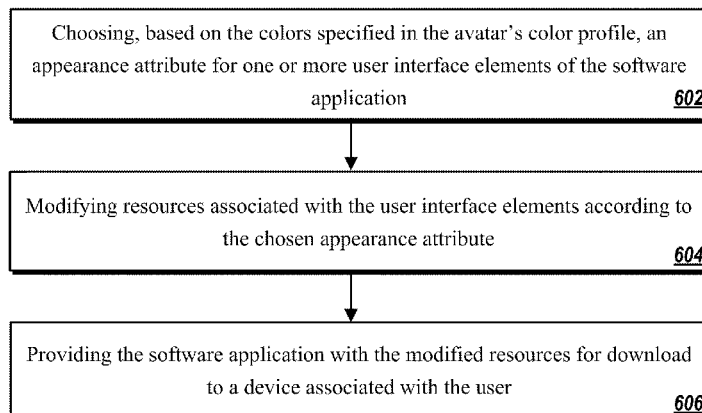 Choosing, based on the colors specified in the avatar's color profile, an
appearance attribute for one or more user interface elements of the software
application
602
Modifying resources associated with the user interface elements according to
the chosen appearance attribute
604
Providing the software application with the modified resources for download
to a device associated with the user
606